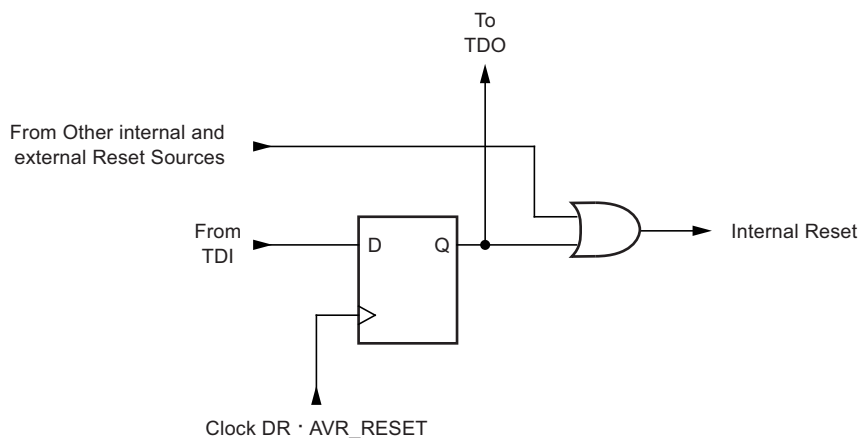 To
TDO
From Other internal and
external Reset Sources
From
TDI
D
Q
Internal Reset
Clock DR · AVR_RESET